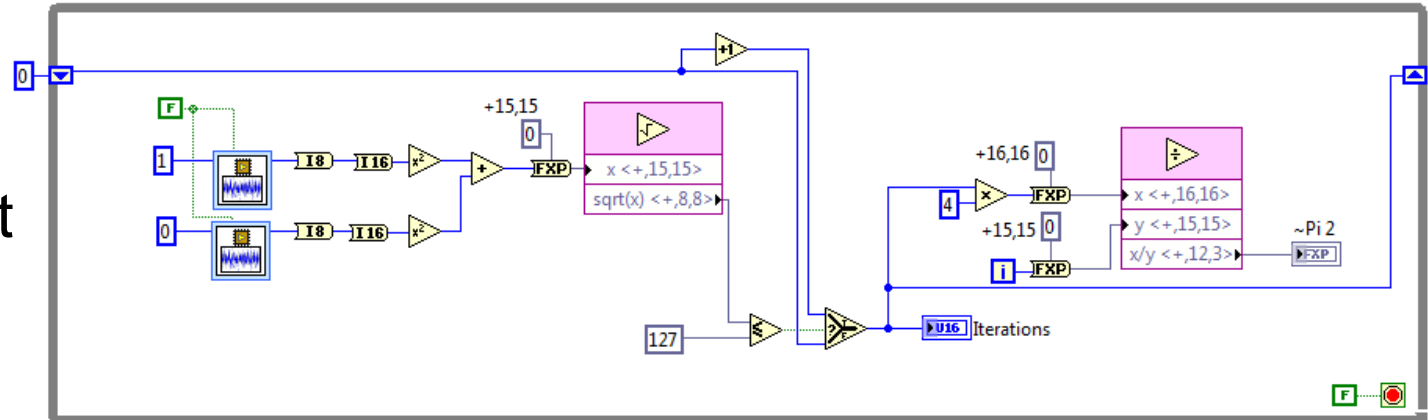 0
+1
F
+15,15
0
1
I8
I16
x²
+
FXP
√
x <+,15,15>
sqrt(x) <+,8,8>
t
0
I8
I16
x²
+16,16
0
4
x
FXP
÷
x <+,16,16>
+15,15
0
y <+,15,15>
~Pi 2
i
FXP
x/y <+,12,3>
FXP
127
≤
?
T
F
U16
Iterations
F